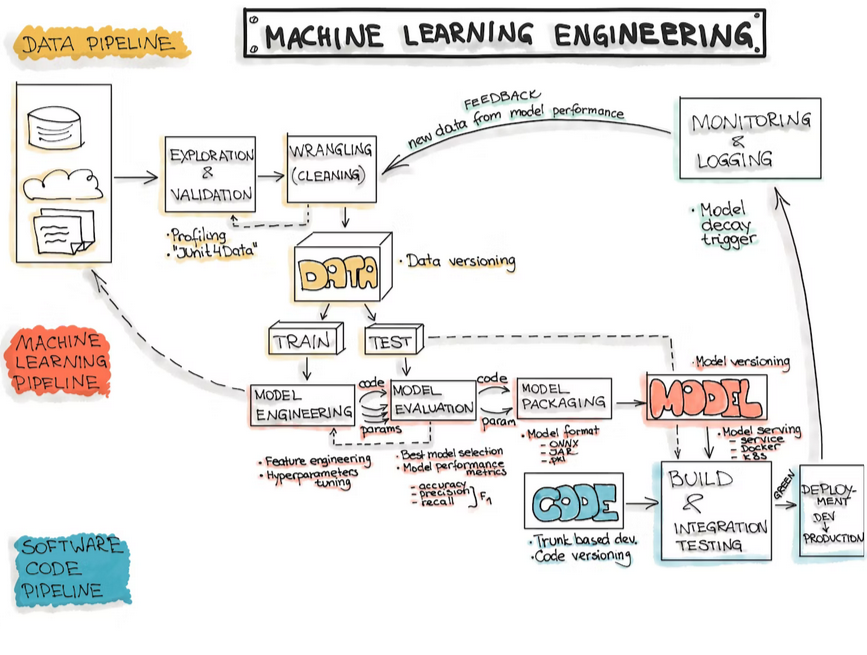 DATA PIPELINE
MACHINE LEARNING ENGINEERING
EXPLORATION
&
VALIDATION
WRANGLING
(CLEANING)
FEEDBACK
new data from model performance
MONITORING
&
LOGGING
• Profiling
• "JUnit4Data"
• Model
decay
trigger
DATA
• Data versioning
TRAIN
TEST
MACHINE
LEARNING
PIPELINE
MODEL
ENGINEERING
code
params
MODEL
EVALUATION
code
param
MODEL
PACKAGING
• Model versioning
MODEL
• Feature engineering
• Hyperparameters
tuning
• Best model selection
• Model performance
metrics
- accuracy
- precision
- recall
F1
• Model format
- ONNX
- JAR
- .pkl
• Model serving
- service
- Docker
- K8S
CODE
• Trunk based dev.
• Code versioning
BUILD
&
INTEGRATION
TESTING
GREEN
DEPLOY-
MENT
DEV
PRODUCTION
SOFTWARE
CODE
PIPELINE